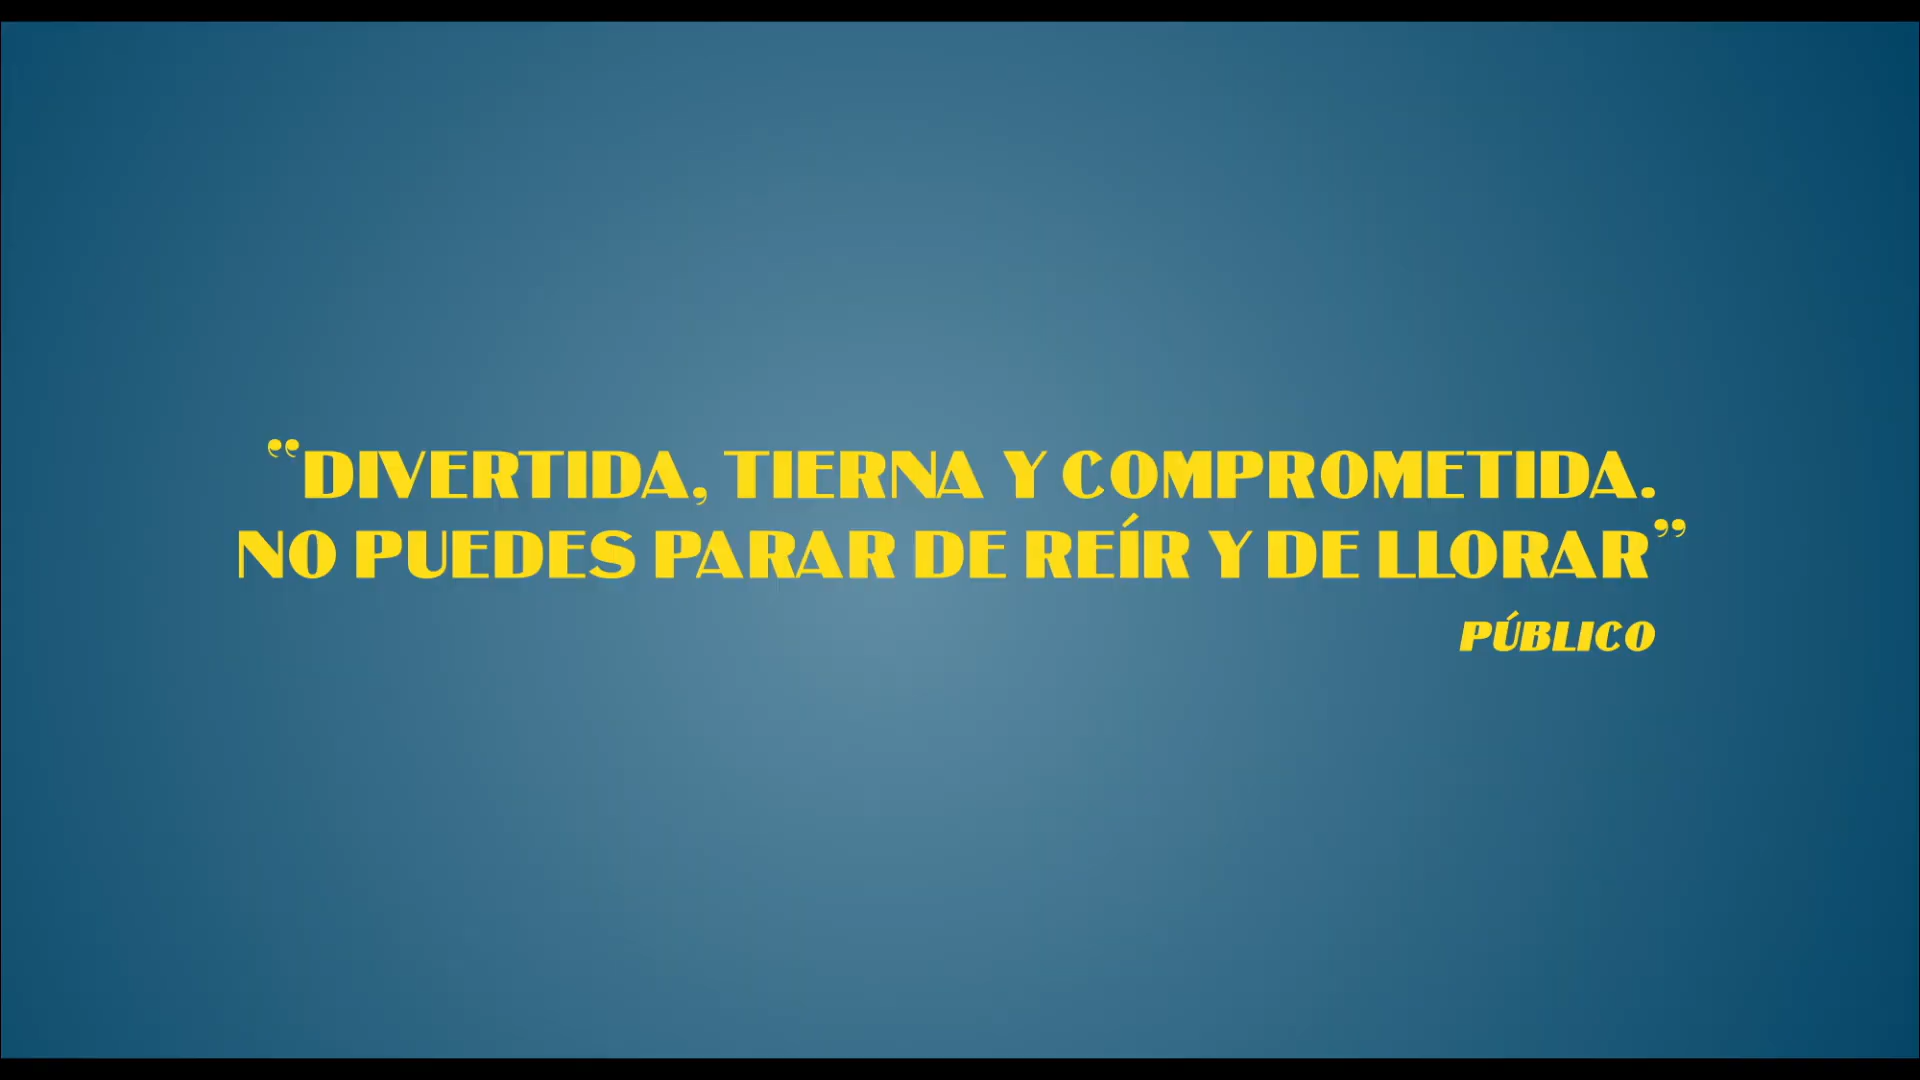 “DIVERTIDA, TIERNA Y COMPROMETIDA.
NO PUEDES PARAR DE REÍR Y DE LLORAR”
PÚBLICO